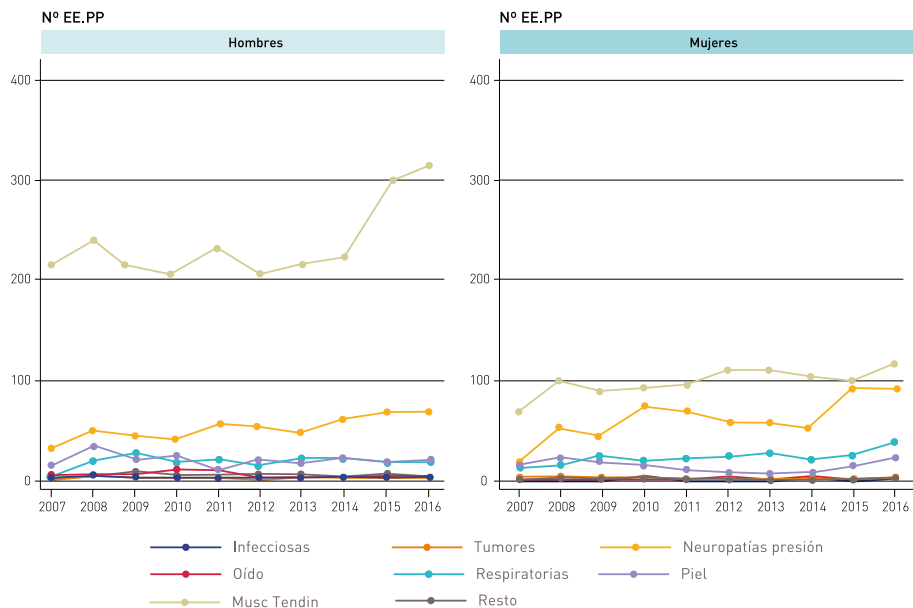 Nº EE.PP
Hombres
400
300
200
100
0
2007 2008 2009 2010 2011 2012 2013 2014 2015 2016
Nº EE.PP
Mujeres
400
300
200
100
0
2007 2008 2009 2010 2011 2012 2013 2014 2015 2016
Infecciosas Tumores Neuropatías presión
Oído Respiratorias Piel
Musc Tendin Resto